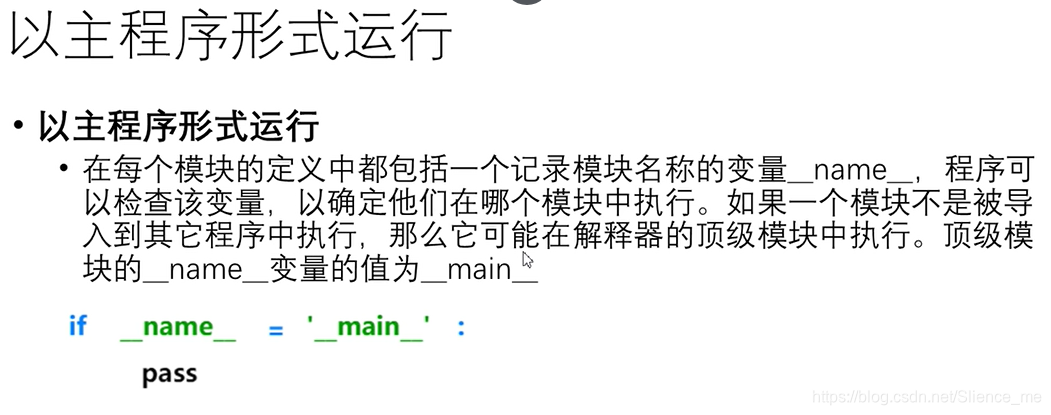 以主程序形式运行
• 以主程序形式运行
• 在每个模块的定义中都包括一个记录模块名称的变量__name__，程序可
以检查该变量，以确定他们在哪个模块中执行。如果一个模块不是被导
入到其它程序中执行，那么它可能在解释器的顶级模块中执行。顶级模
块的__name__变量的值为__main__
if __name__ = '__main__' :
pass
https://blog.csdn.net/Slience_me